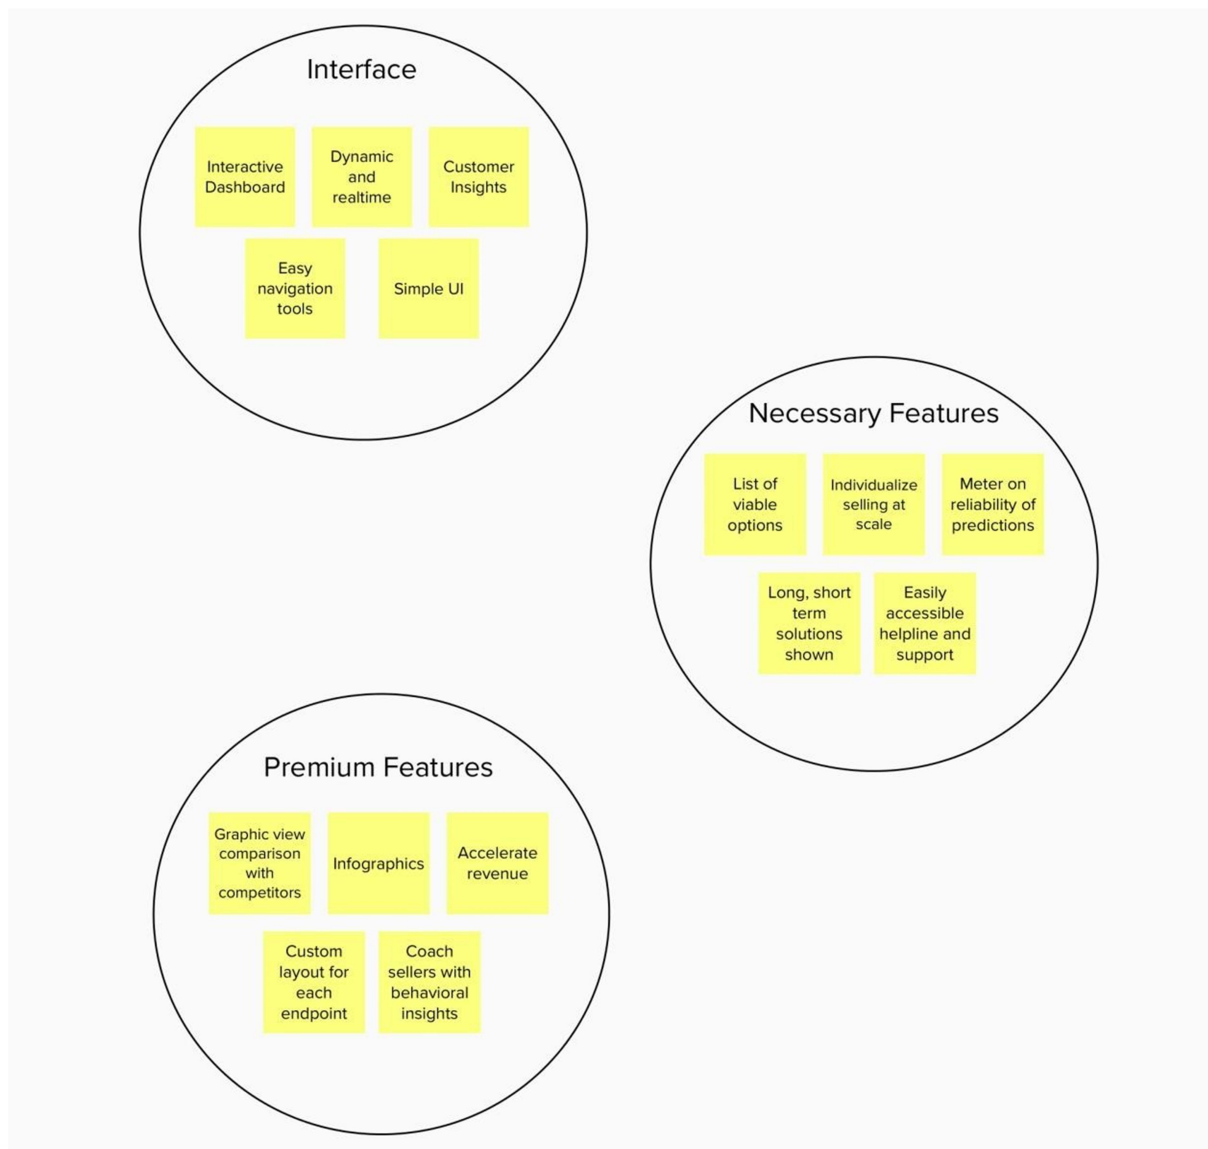 Interface
Interactive
Dashboard
Dynamic
and
realtime
Customer
Insights
Easy
navigation
tools
Simple UI
Necessary Features
List of
viable
options
Individualize
selling at
scale
Meter on
reliability of
predictions
Long, short
term
solutions
shown
Easily
accessible
helpline and
support
Premium Features
Graphic view
comparison
with
competitors
Infographics
Accelerate
revenue
Custom
layout for
each
endpoint
Coach
sellers with
behavioral
insights